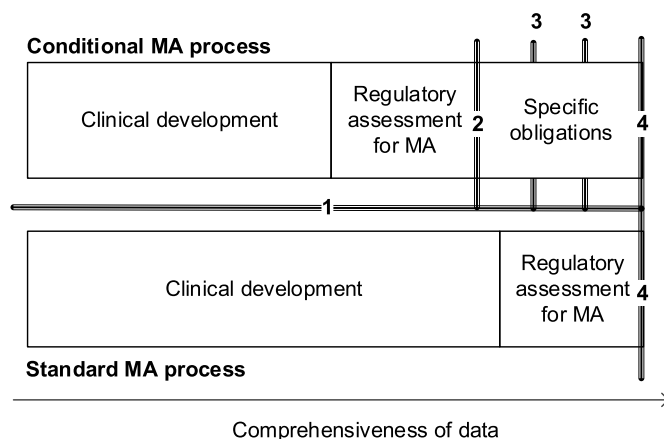 3 3
Conditional MA process
Clinical development
Regulatory
assessment
for MA
2
Specific
obligations
4
1
Clinical development
Regulatory
assessment
for MA
4
Standard MA process
Comprehensiveness of data